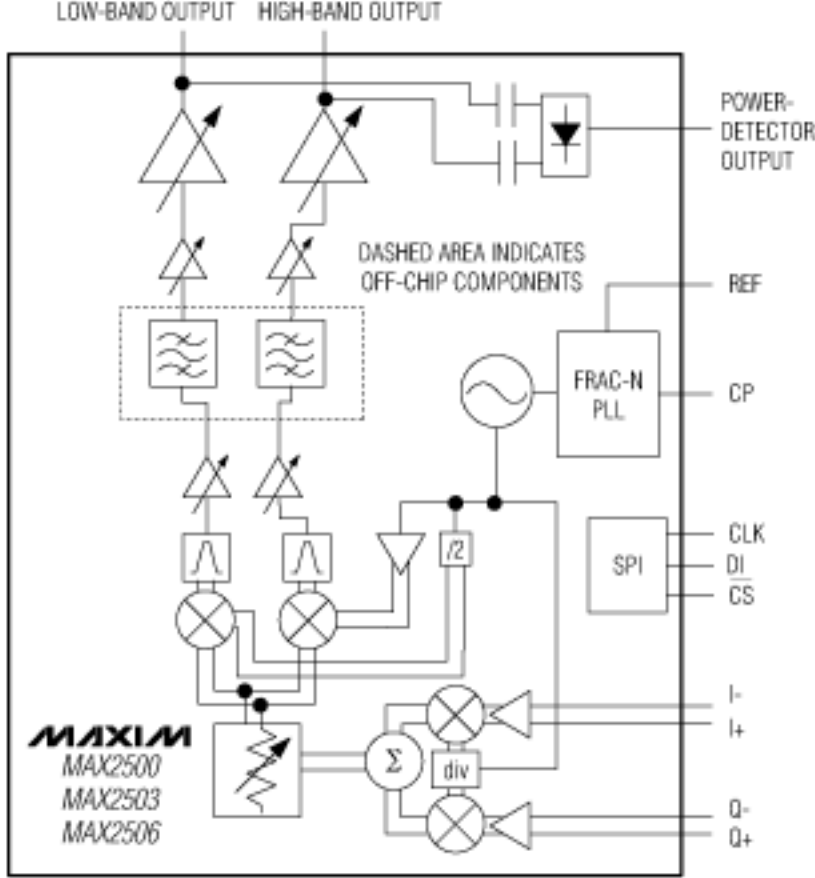 LOW-BAND OUTPUT
HIGH-BAND OUTPUT
POWER-
DETECTOR
OUTPUT
DASHED AREA INDICATES
OFF-CHIP COMPONENTS
REF
FRAC-N
PLL
CP
/2
SPI
CLK
DI
CS
I-
I+
MAXIM
MAX2500
MAX2503
MAX2506
Σ
div
Q-
Q+